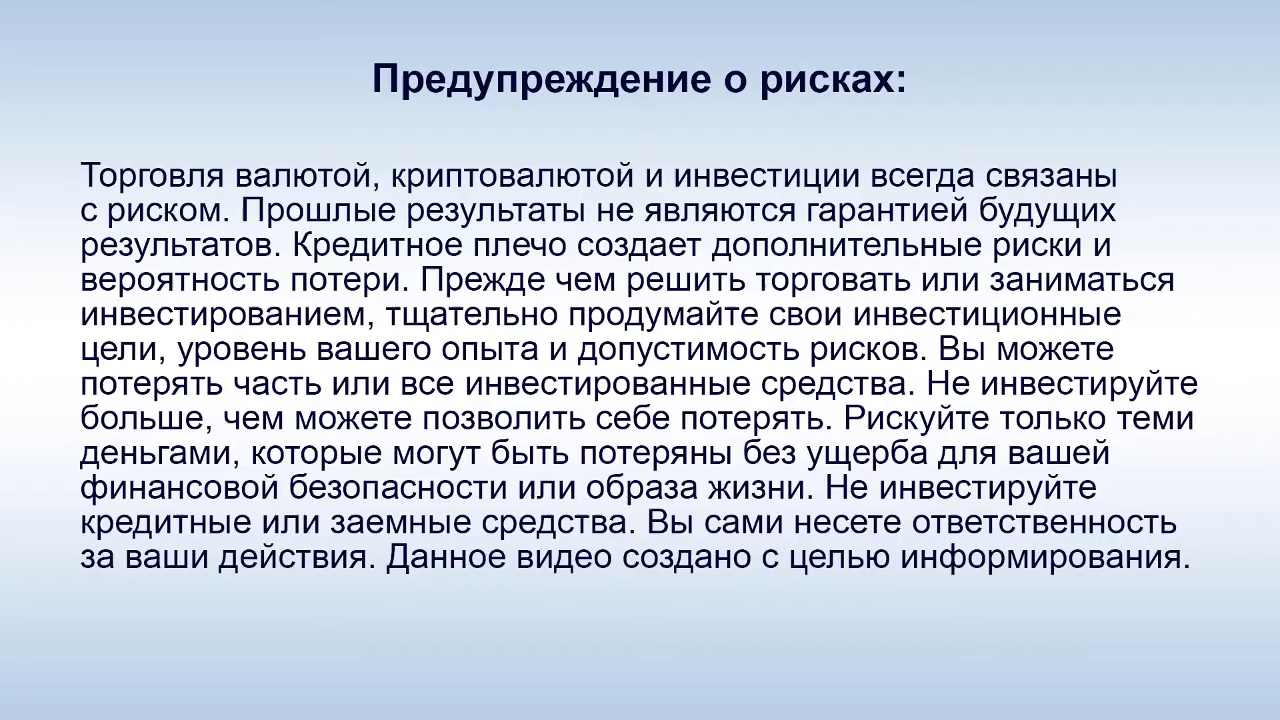 Предупреждение о рисках:
Торговля валютой, криптовалютой и инвестиции всегда связаны
с риском. Прошлые результаты не являются гарантией будущих
результатов. Кредитное плечо создает дополнительные риски и
вероятность потери. Прежде чем решить торговать или заниматься
инвестированием, тщательно продумайте свои инвестиционные
цели, уровень вашего опыта и допустимость рисков. Вы можете
потерять часть или все инвестированные средства. Не инвестируйте
больше, чем можете позволить себе потерять. Рискуйте только теми
деньгами, которые могут быть потеряны без ущерба для вашей
финансовой безопасности или образа жизни. Не инвестируйте
кредитные или заемные средства. Вы сами несете ответственность
за ваши действия. Данное видео создано с целью информирования.